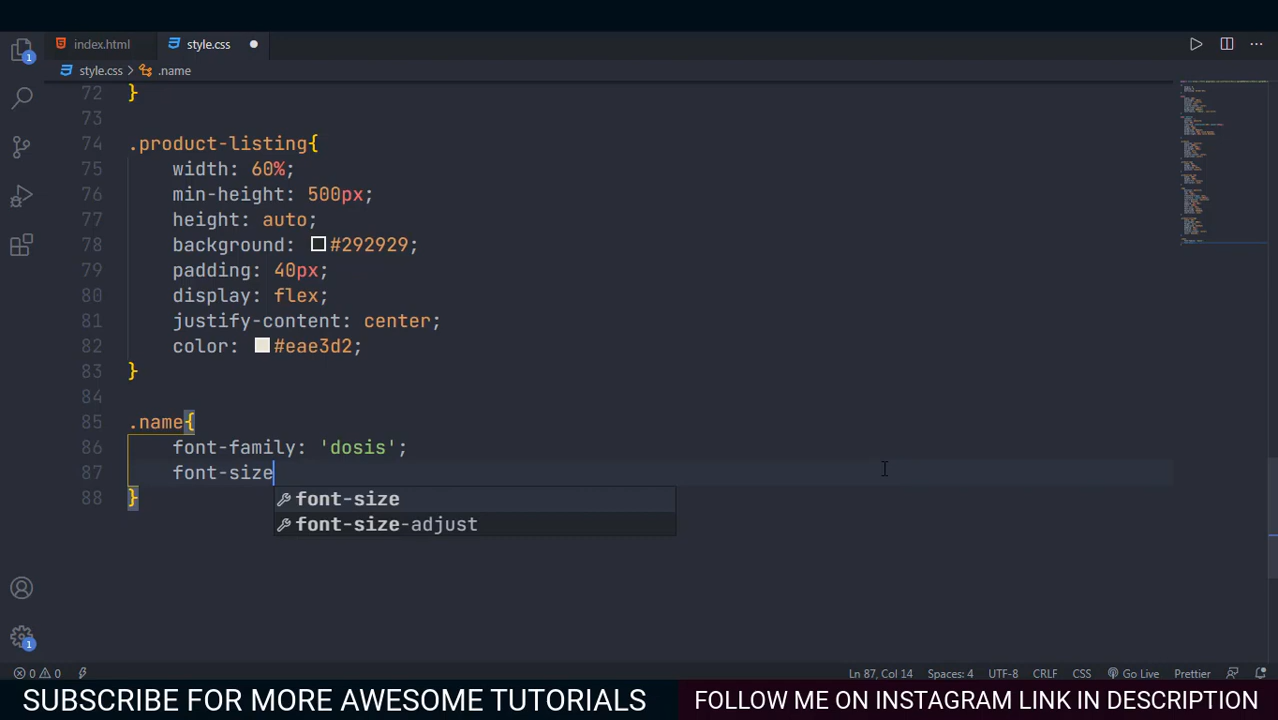 index.html
style.css
style.css > .name
72 }
73
74 .product-listing{
75 width: 60%;
76 min-height: 500px;
77 height: auto;
78 background: #292929;
79 padding: 40px;
80 display: flex;
81 justify-content: center;
82 color: #eae3d2;
83 }
84
85 .name{
86 font-family: 'dosis';
87 font-size
font-size
88 }
font-size-adjust
1
1
0 0
Ln 87, Col 14
Spaces: 4
UTF-8
CRLF
CSS
Go Live
Prettier
SUBSCRIBE FOR MORE AWESOME TUTORIALS
FOLLOW ME ON INSTAGRAM LINK IN DESCRIPTION